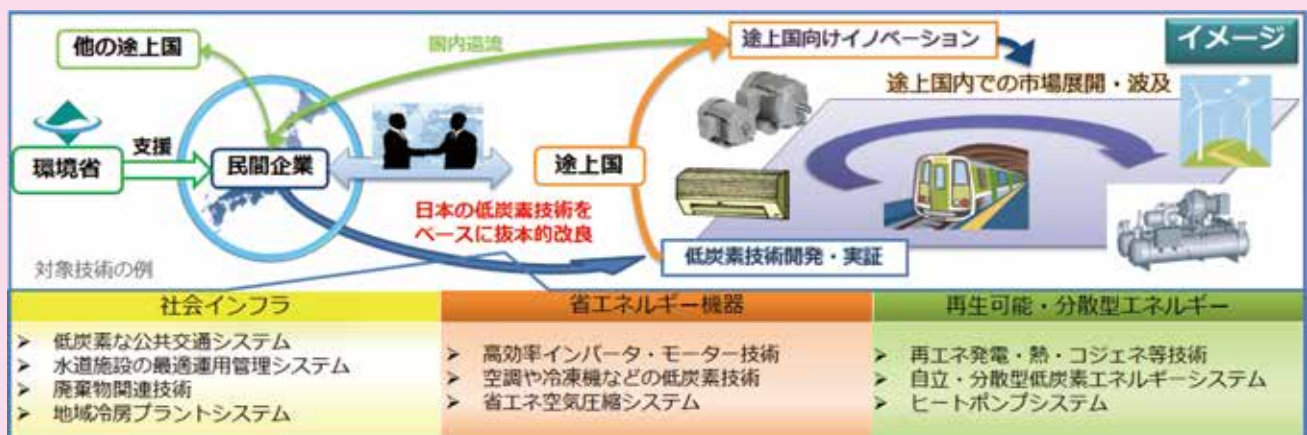 他の途上国
国内還流
途上国向けイノベーション
イメージ
途上国内での市場展開・波及
環境省
支援
民間企業
途上国
日本の低炭素技術を
ベースに抜本的改良
低炭素技術開発・実証
対象技術の例
社会インフラ
➢ 低炭素な公共交通システム
➢ 水道施設の最適運用管理システム
➢ 廃棄物関連技術
➢ 地域冷房プラントシステム
省エネルギー機器
➢ 高効率インバータ・モーター技術
➢ 空調や冷凍機などの低炭素技術
➢ 省エネ空気圧縮システム
再生可能・分散型エネルギー
➢ 再エネ発電・熱・コジェネ等技術
➢ 自立・分散型低炭素エネルギーシステム
➢ ヒートポンプシステム